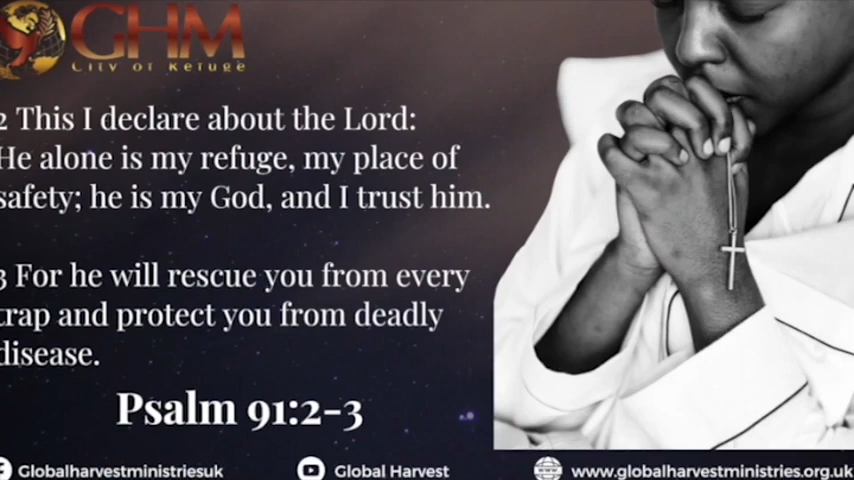 GHM
City of Refuge
2 This I declare about the Lord:
He alone is my refuge, my place of
safety; he is my God, and I trust him.
3 For he will rescue you from every
trap and protect you from deadly
disease.
Psalm 91:2-3
Globalharvestministriesuk
Global Harvest
www.globalharvestministries.org.uk